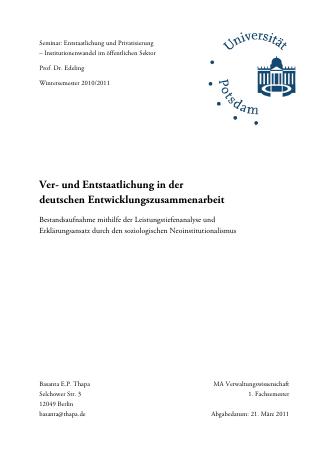 Seminar: Entstaatlichung und Privatisierung
– Institutionenwandel im öffentlichen Sektor
Prof. Dr. Edeling
Wintersemester 2010/2011
Universität
Potsdam
Ver- und Entstaatlichung in der
deutschen Entwicklungszusammenarbeit
Bestandsaufnahme mithilfe der Leistungstiefenanalyse und
Erklärungsansatz durch den soziologischen Neoinstitutionalismus
Basanta E.P. Thapa
Selchower Str. 3
12049 Berlin
basanta@thapa.de
MA Verwaltungswissenschaft
1. Fachsemester
Abgabedatum: 21. März 2011